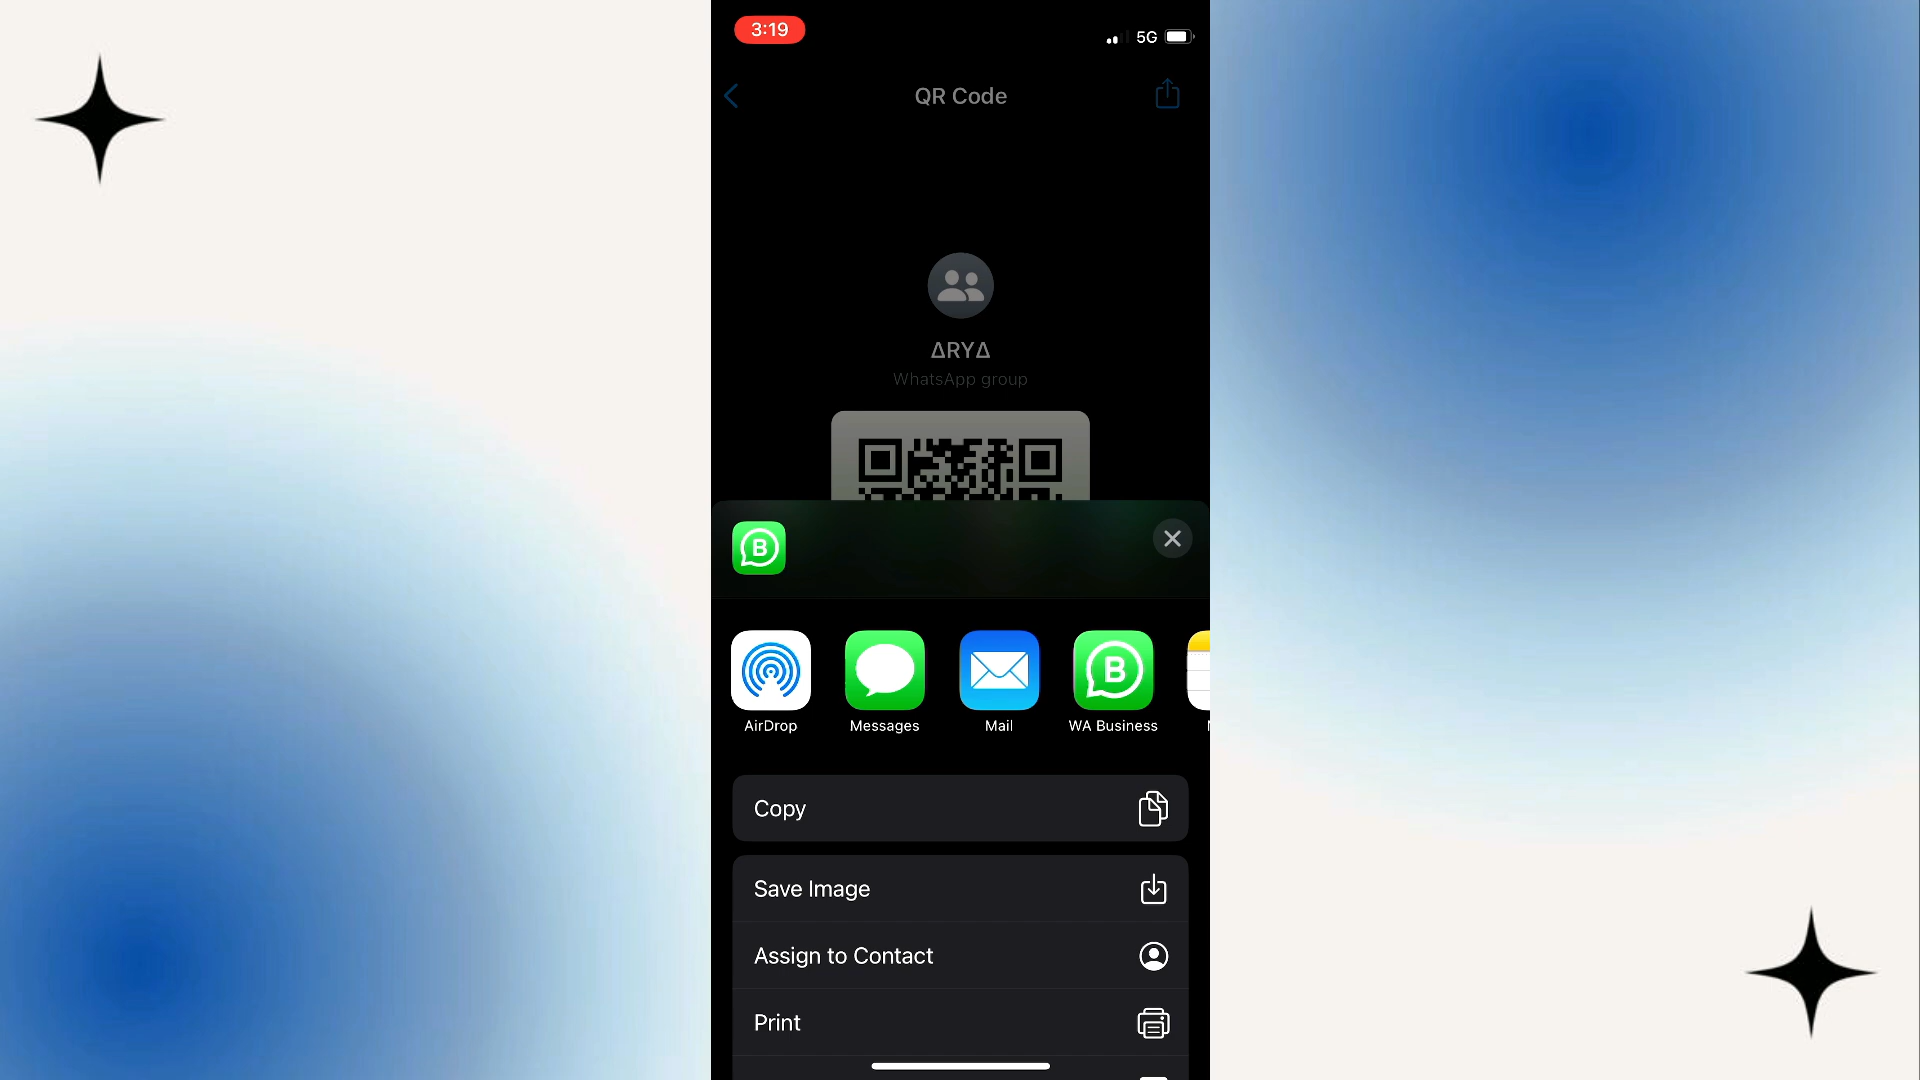 3:19
5G
QR Code
ΔRYΔ
WhatsApp group
AirDrop
Messages
Mail
WA Business
Copy
Save Image
Assign to Contact
Print